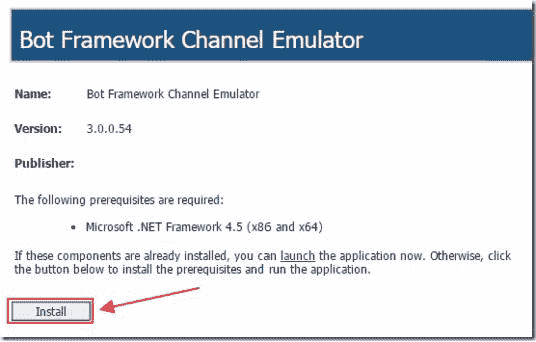 Bot Framework Channel Emulator
Name: Bot Framework Channel Emulator
Version: 3.0.0.54
Publisher:
The following prerequisites are required:
• Microsoft .NET Framework 4.5 (x86 and x64)
If these components are already installed, you can launch the application now. Otherwise, click
the button below to install the prerequisites and run the application.
Install